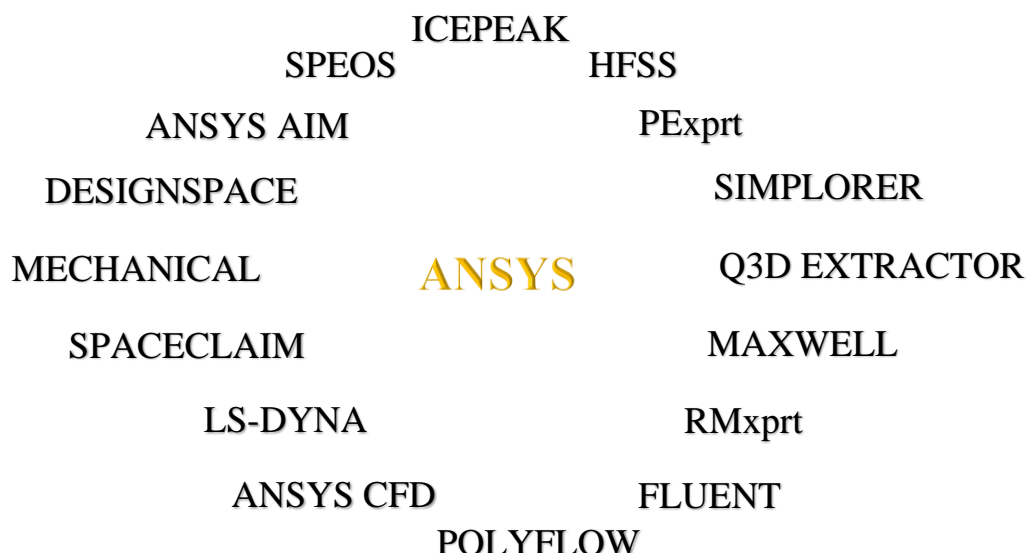 ICEPEAK
SPEOS HFSS
ANSYS AIM PExprt
DESIGNSPACE SIMPLORER
MECHANICAL ANSYS Q3D EXTRACTOR
SPACECLAIM MAXWELL
LS-DYNA RMxprt
ANSYS CFD FLUENT
POLYFLOW